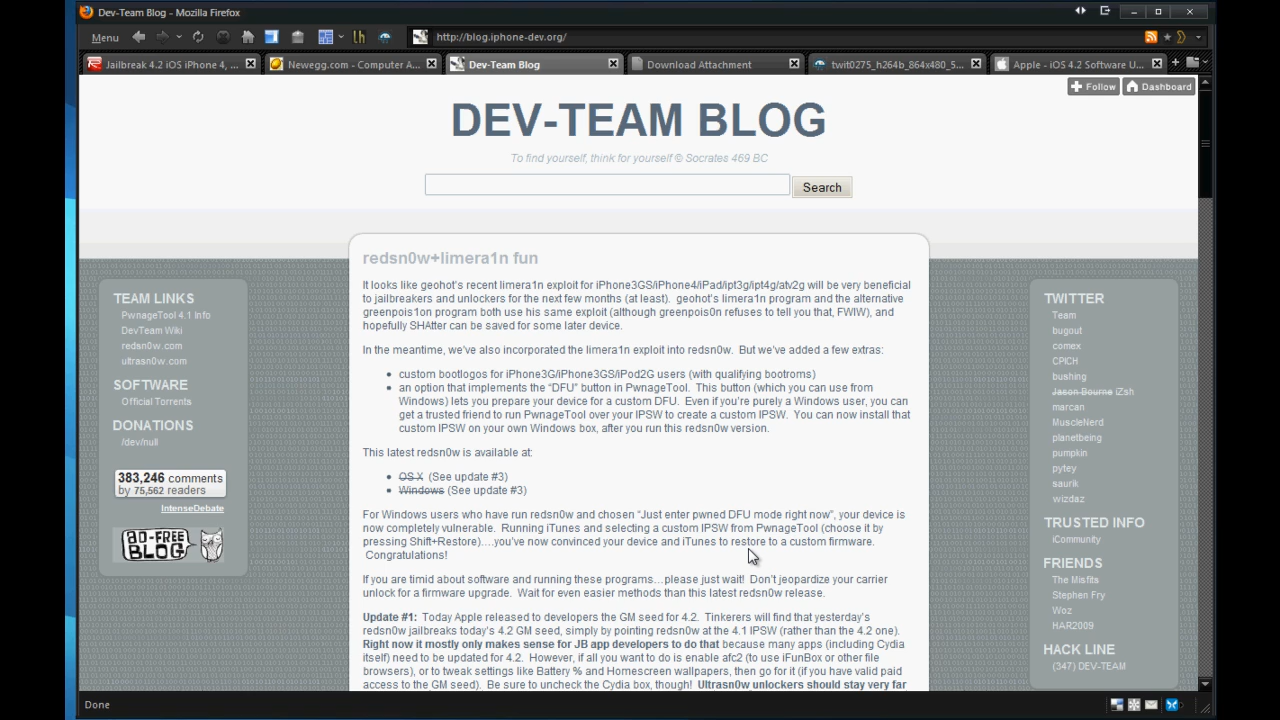 Dev-Team Blog - Mozilla Firefox
Menu
http://blog.iphone-dev.org/
Jailbreak 4.2 iOS iPhone 4, ...
Newegg.com - Computer A...
Dev-Team Blog
Download Attachment
twit0275_h264b_864x480_5...
Apple - iOS 4.2 Software U...
Follow
Dashboard
DEV-TEAM BLOG
To find yourself, think for yourself © Socrates 469 BC
Search
TEAM LINKS
PwnageTool 4.1 Info
DevTeam Wiki
redsn0w.com
ultrasn0w.com
SOFTWARE
Official Torrents
DONATIONS
/dev/null
383,246 comments
by 75,562 readers
IntenseDebate
AD-FREE
BLOG
redsn0w+limera1n fun
It looks like geohot's recent limera1n exploit for iPhone3GS/iPhone4/iPad/ipt3g/ipt4g/atv2g will be very beneficial
to jailbreakers and unlockers for the next few months (at least). geohot's limera1n program and the alternative
greenpois1on program both use his same exploit (although greenpois0n refuses to tell you that, FWIW), and
hopefully SHAtter can be saved for some later device.
In the meantime, we've also incorporated the limera1n exploit into redsn0w. But we've added a few extras:
• custom bootlogos for iPhone3G/iPhone3GS/iPod2G users (with qualifying bootroms)
• an option that implements the “DFU” button in PwnageTool. This button (which you can use from
Windows) lets you prepare your device for a custom DFU. Even if you're purely a Windows user, you can
get a trusted friend to run PwnageTool over your IPSW to create a custom IPSW. You can now install that
custom IPSW on your own Windows box, after you run this redsn0w version.
This latest redsn0w is available at:
• OS X (See update #3)
• Windows (See update #3)
For Windows users who have run redsn0w and chosen “Just enter pwned DFU mode right now”, your device is
now completely vulnerable. Running iTunes and selecting a custom IPSW from PwnageTool (choose it by
pressing Shift+Restore)….you've now convinced your device and iTunes to restore to a custom firmware.
Congratulations!
If you are timid about software and running these programs…please just wait! Don't jeopardize your carrier
unlock for a firmware upgrade. Wait for even easier methods than this latest redsn0w release.
Update #1: Today Apple released to developers the GM seed for 4.2. Tinkerers will find that yesterday's
redsn0w jailbreaks today's 4.2 GM seed, simply by pointing redsn0w at the 4.1 IPSW (rather than the 4.2 one).
Right now it mostly only makes sense for JB app developers to do that because many apps (including Cydia
itself) need to be updated for 4.2. However, if all you want to do is enable afc2 (to use iFunBox or other file
browsers), or to tweak settings like Battery % and Homescreen wallpapers, then go for it (if you have valid paid
access to the GM seed). Be sure to uncheck the Cydia box, though! Ultrasn0w unlockers should stay very far
TWITTER
Team
bugout
comex
CPICH
bushing
Jason Bourne iZsh
marcan
MuscleNerd
planetbeing
pumpkin
pytey
saurik
wizdaz
TRUSTED INFO
iCommunity
FRIENDS
The Misfits
Stephen Fry
Woz
HAR2009
HACK LINE
(347) DEV-TEAM
Done